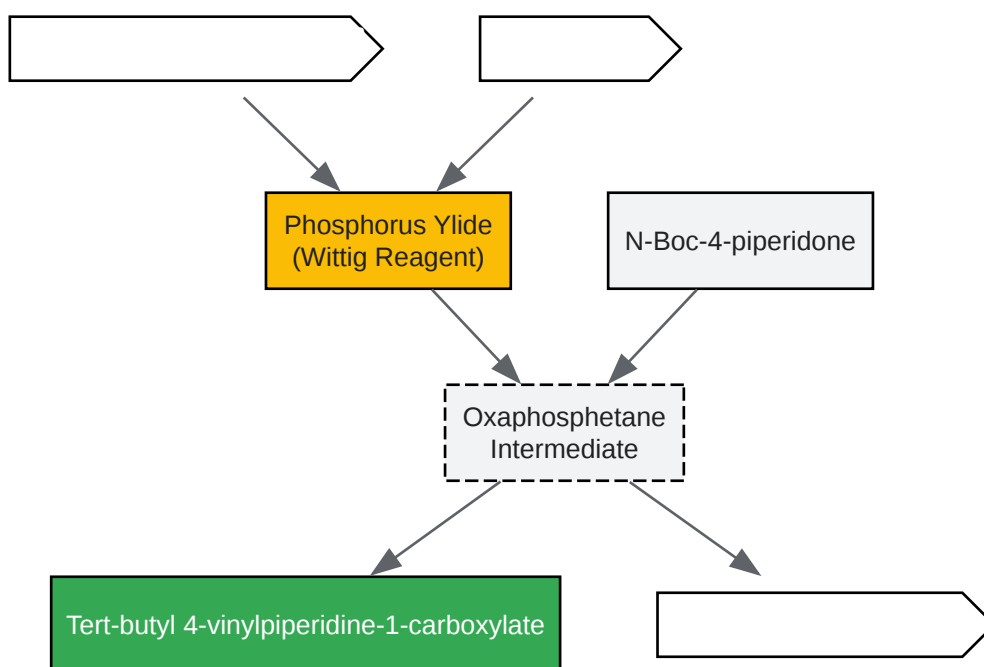 Phosphorus Ylide
(Wittig Reagent)
N-Boc-4-piperidone
Oxaphosphetane
Intermediate
Tert-butyl 4-vinylpiperidine-1-carboxylate